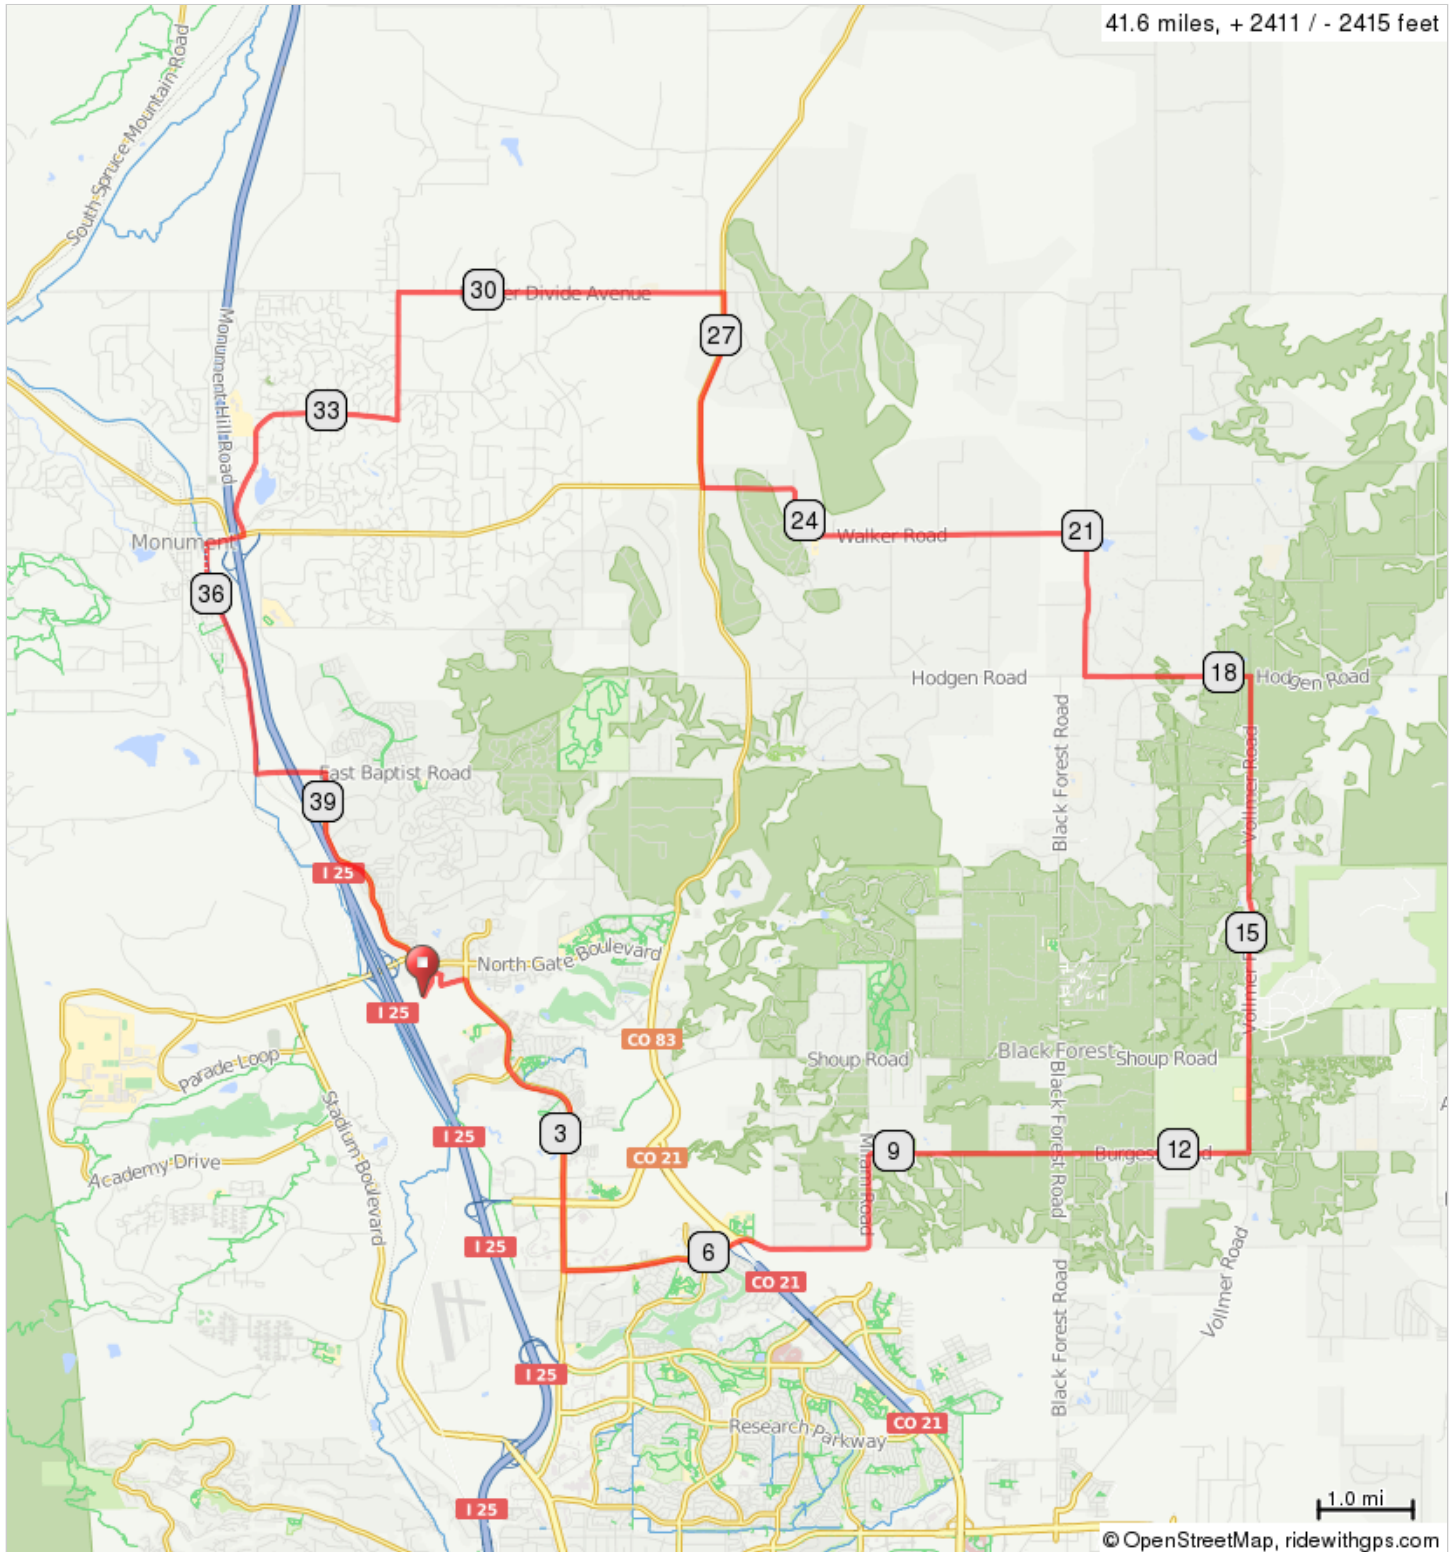 41.6 miles, + 2411 / - 2415 feet
South Spruce Mountain Road
Monument Hill Road
30
er Divide Avenue
27
33
24
Walker Road
21
Monument
36
Hodgen Road
18
Hodgen Road
Black Forest Road
Vollmer Road
East Baptist Road
39
I 25
15
North Gate Boulevard
I 25
Vollmer
CO 83
Parade Loop
Shoup Road
Black Forest
Shoup Road
Stadium Boulevard
Black Forest Road
I 25
3
CO 21
Milam Road
9
12
Academy Drive
I 25
6
CO 21
Vollmer Road
Black Forest Road
I 25
Research Parkway
CO 21
I 25
1.0 mi
© OpenStreetMap, ridewithgps.com